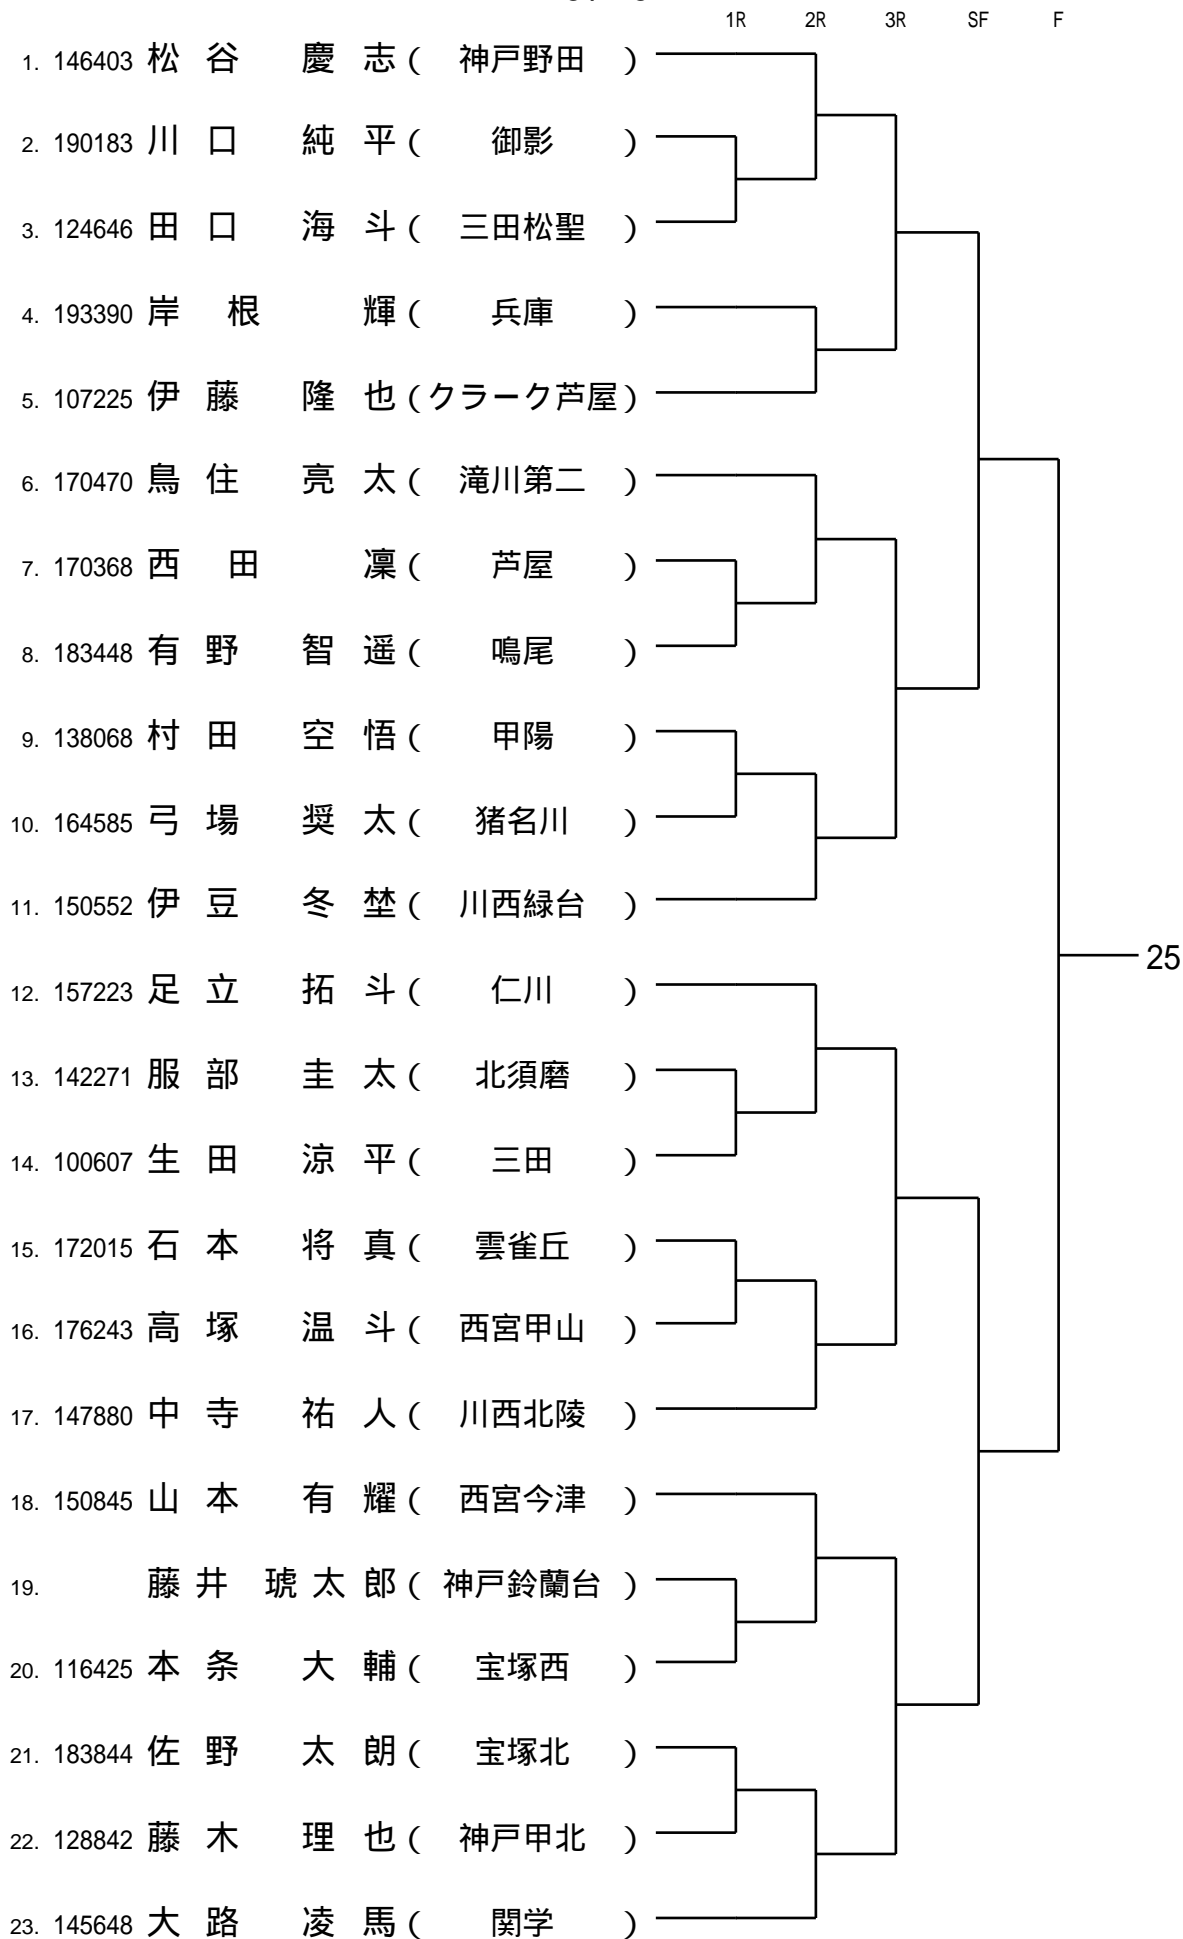 1R 2R 3R SF F
1. 146403 松谷 慶志 ( 神戸野田 )
2. 190183 川口 純平 ( 御影 )
3. 124646 田口 海斗 ( 三田松聖 )
4. 193390 岸根 輝 ( 兵庫 )
5. 107225 伊藤 隆也 ( クラーク芦屋 )
6. 170470 鳥住 亮太 ( 滝川第二 )
7. 170368 西田 凜 ( 芦屋 )
8. 183448 有野 智遥 ( 鳴尾 )
9. 138068 村田 空悟 ( 甲陽 )
10. 164585 弓場 奨太 ( 猪名川 )
11. 150552 伊豆 冬埜 ( 川西緑台 )
25
12. 157223 足立 拓斗 ( 仁川 )
13. 142271 服部 圭太 ( 北須磨 )
14. 100607 生田 涼平 ( 三田 )
15. 172015 石本 将真 ( 雲雀丘 )
16. 176243 高塚 温斗 ( 西宮甲山 )
17. 147880 中寺 祐人 ( 川西北陵 )
18. 150845 山本 有耀 ( 西宮今津 )
19. 藤井 琥太郎 ( 神戸鈴蘭台 )
20. 116425 本条 大輔 ( 宝塚西 )
21. 183844 佐野 太朗 ( 宝塚北 )
22. 128842 藤木 理也 ( 神戸甲北 )
23. 145648 大路 凌馬 ( 関学 )